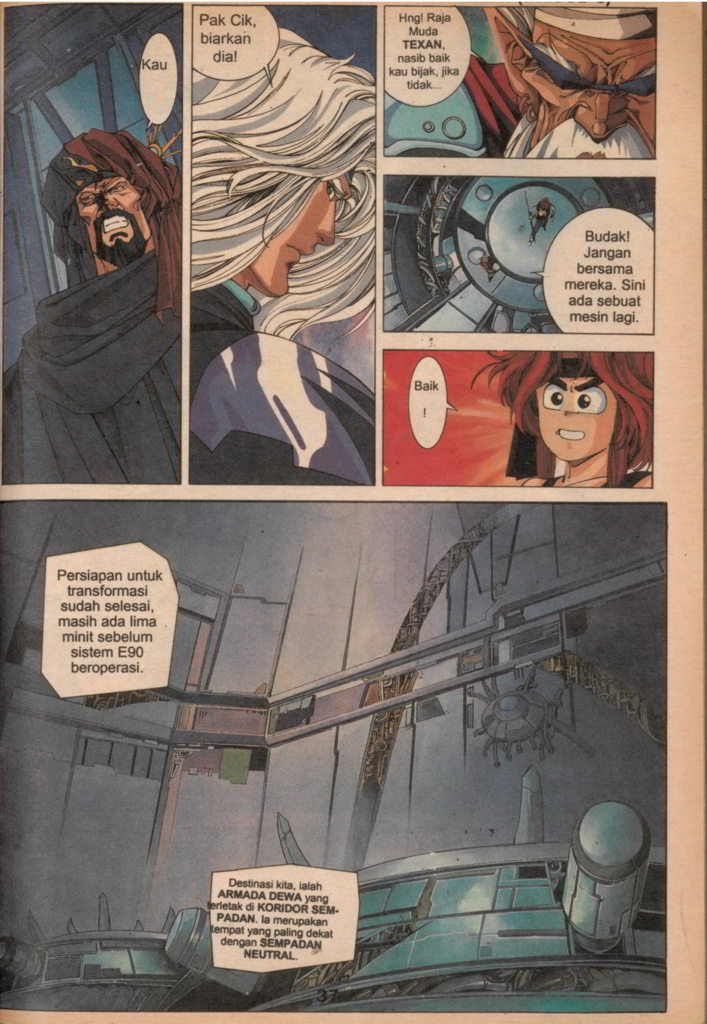 Kau
Pak Cik,
biarkan
dia!
Hng! Raja
Muda
TEXAN,
nasib baik
kau bijak, jika
tidak...
Budak!
Jangan
bersama
mereka. Sini
ada sebuat
mesin lagi.
Baik
!
Persiapan untuk
transformasi
sudah selesai,
masih ada lima
minit sebelum
sistem E90
beroperasi.
Destinasi kita, ialah
ARMADA DEWA yang
terletak di KORIDOR SEM-
PADAN. Ia merupakan
tempat yang paling dekat
dengan SEMPADAN
NEUTRAL.
37